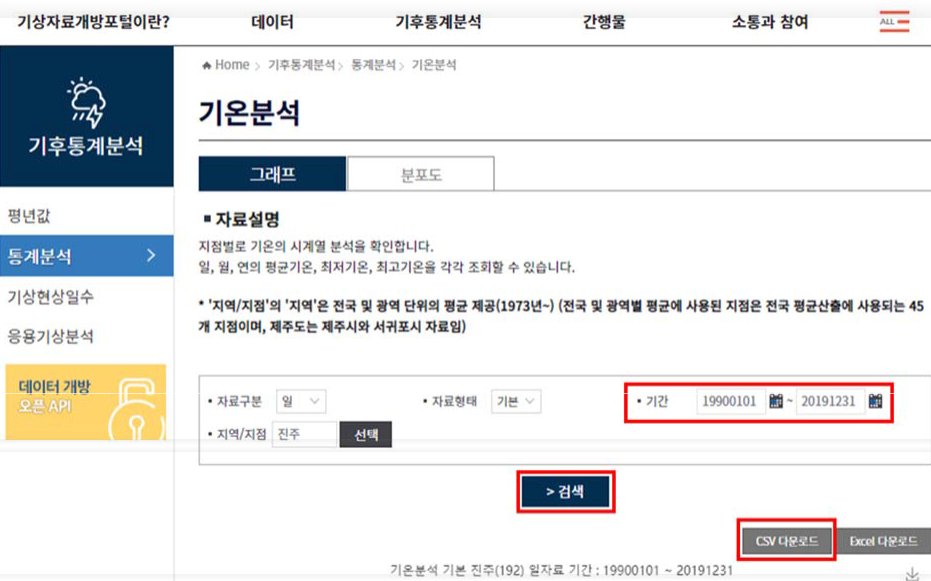 기상자료개방포털이란? 데이터 기후통계분석 간행물 소통과 참여 ALL
Home > 기후통계분석 > 통계분석 > 기온분석
기후통계분석
기온분석
그래프 분포도
평년값
통계분석 >
기상현상일수
응용기상분석
데이터 개방
오픈 API
■ 자료설명
지점별로 기온의 시계열 분석을 확인합니다.
일, 월, 연의 평균기온, 최저기온, 최고기온을 각각 조회할 수 있습니다.
* '지역/지점'의 '지역'은 전국 및 광역 단위의 평균 제공(1973년~) (전국 및 광역별 평균에 사용된 지점은 전국 평균산출에 사용되는 45
개 지점이며, 제주도는 제주시와 서귀포시 자료임)
• 자료구분 일 • 자료형태 기본 • 기간 19900101 ~ 20191231
• 지역/지점 진주 선택
> 검색
CSV 다운로드 Excel 다운로드
기온분석 기본 진주(192) 일자료 기간 : 19900101 ~ 20191231